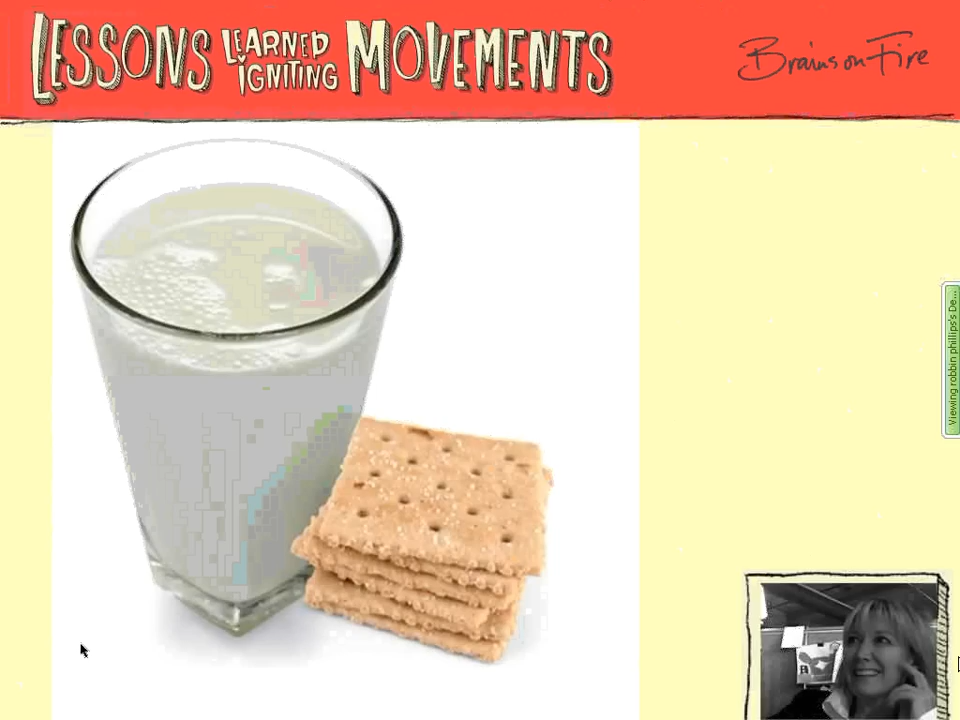 LESSONS LEARNED IGNITING MOVEMENTS
Brains on Fire
Viewing robbin phillips's De...